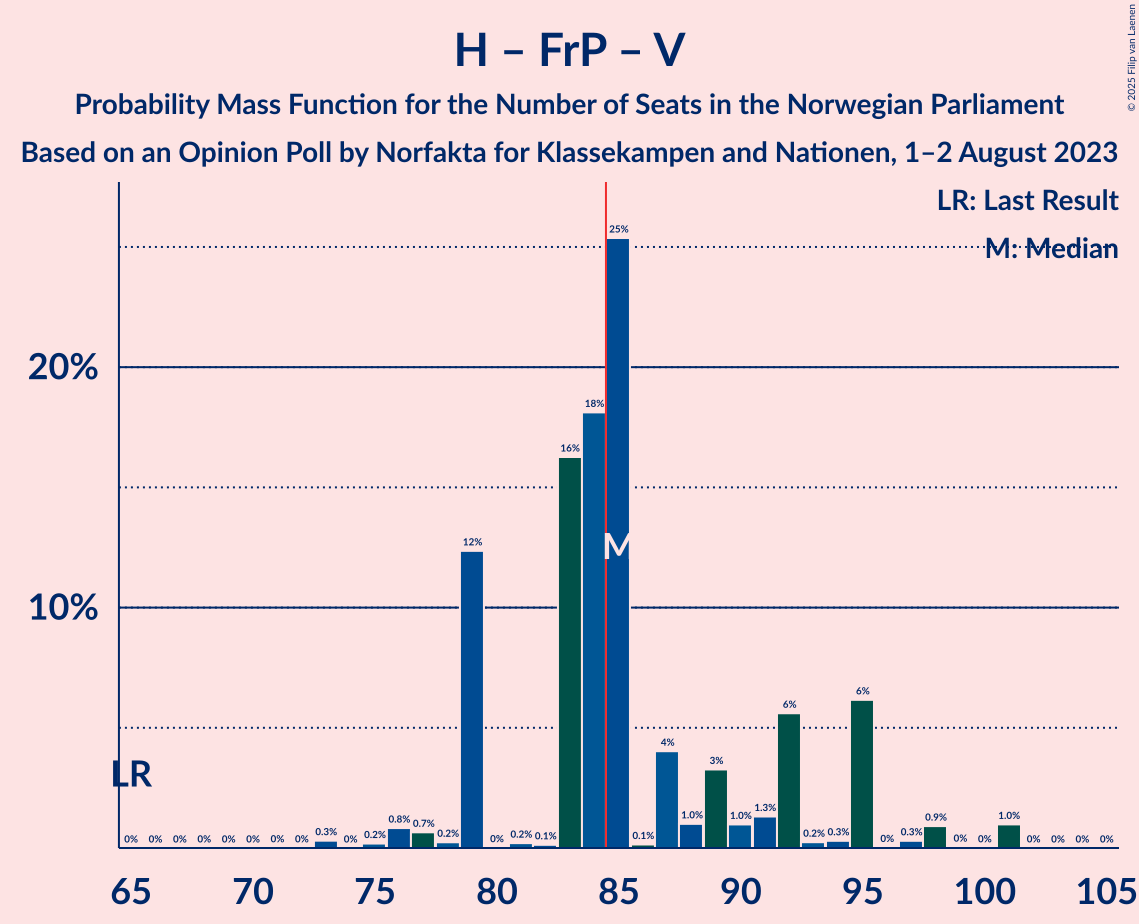 H – FrP – V
Probability Mass Function for the Number of Seats in the Norwegian Parliament
Based on an Opinion Poll by Norfakta for Klassekampen and Nationen, 1–2 August 2023
© 2025 Filip van Laenen
LR: Last Result
M: Median
20%
10%
LR
M
0% 0% 0% 0% 0% 0% 0% 0% 0.3% 0% 0.2% 0.8% 0.7% 0.2% 12% 0% 0.2% 0.1% 16% 18% 25% 0.1% 4% 1.0% 3% 1.0% 1.3% 6% 0.2% 0.3% 6% 0% 0.3% 0.9% 0% 0% 1.0% 0% 0% 0% 0%
65 70 75 80 85 90 95 100 105